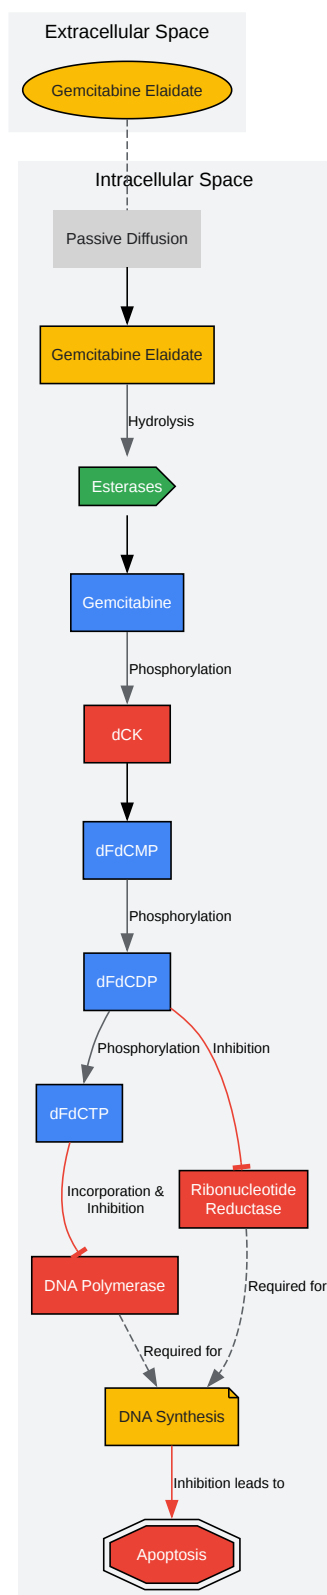 Extracellular Space
Gemcitabine Elaidate
Intracellular Space
Passive Diffusion
Gemcitabine Elaidate
Hydrolysis
Esterases
Gemcitabine
Phosphorylation
dCK
dFdCMP
Phosphorylation
dFdCDP
Phosphorylation
Inhibition
dFdCTP
Incorporation &
Inhibition
Ribonucleotide
Reductase
DNA Polymerase
Required for
Required for
DNA Synthesis
Inhibition leads to
Apoptosis